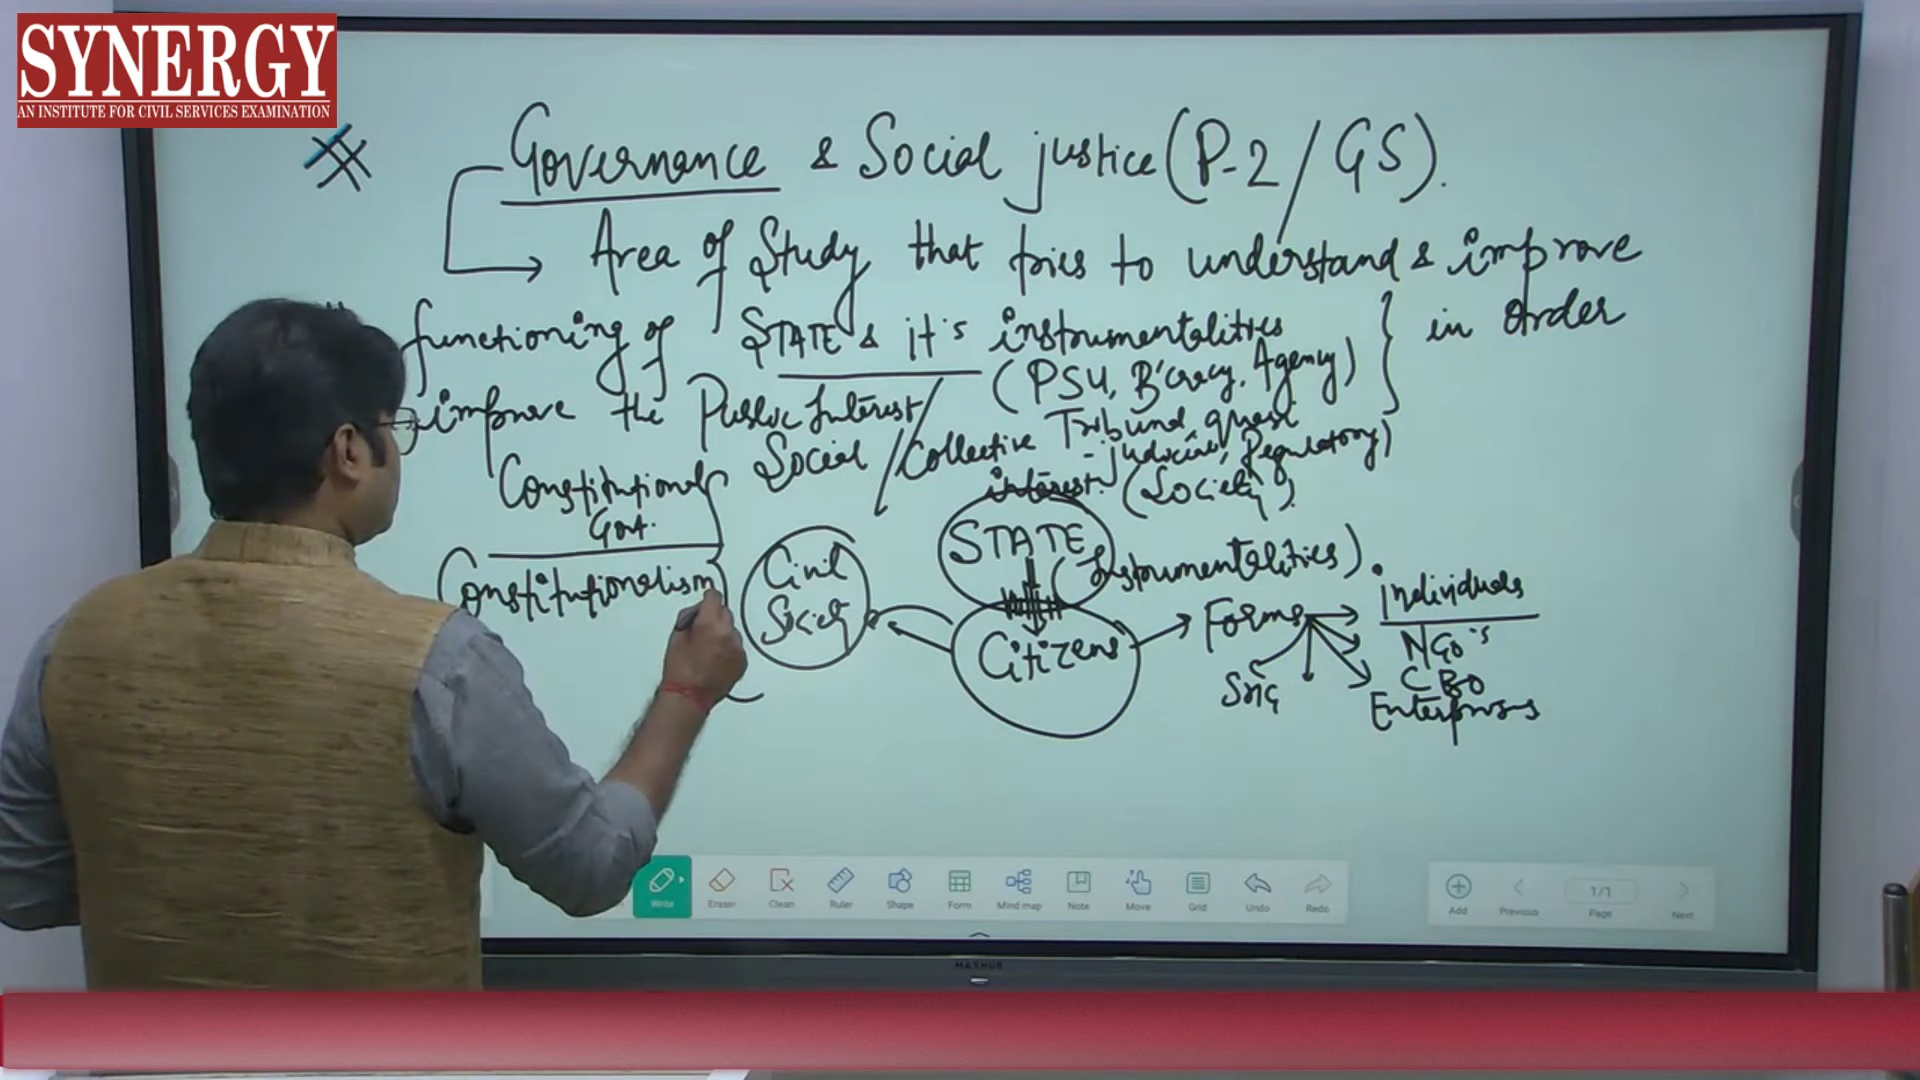 SYNERGY
AN INSTITUTE FOR CIVIL SERVICES EXAMINATION
Governance & Social justice (P-2/GS).
Area of Study that tries to understand & improve
functioning of STATE & it's instrumentalities } in order
(PSU, B'cracy, Agency)
improve the Public Interest/
Tribunal, quasi
Social / Collective
-judicial, Regulatory)
interest. (Society).
Constitutional
Govt.
STATE
(Instrumentalities)
Constitutionalism
Civil
Society
Citizens
Forms
individuals
NGO's
CBO
SHG
Enterprises
Write
Eraser
Clean
Ruler
Shape
Form
Mind map
Note
Move
Grid
Undo
Redo
Add
Previous
1/1
Page
Next
MAXHUB